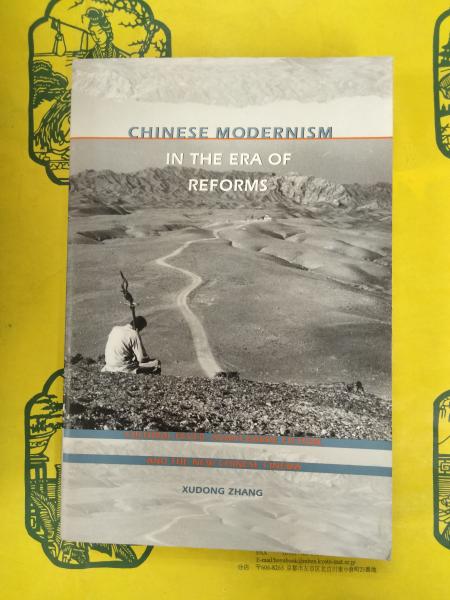 CHINESE MODERNISM
IN THE ERA OF
REFORMS
CULTURAL FEVER, AVANT-GARDE FICTION,
AND THE NEW CHINESE CINEMA
XUDONG ZHANG